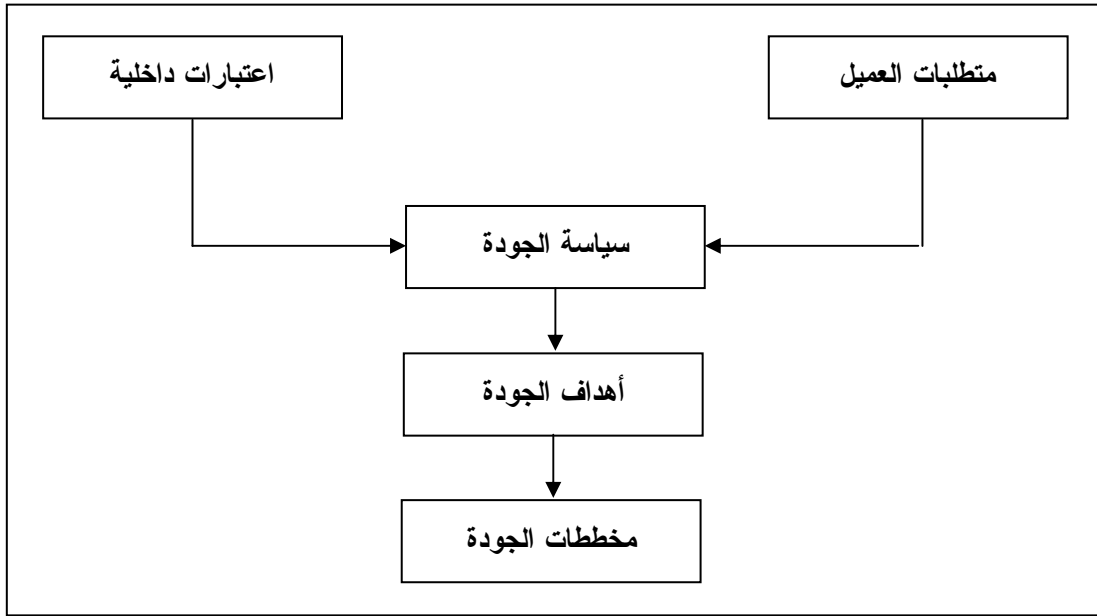 متطلبات العميل
اعتبارات داخلية
سياسة الجودة
أهداف الجودة
مخططات الجودة